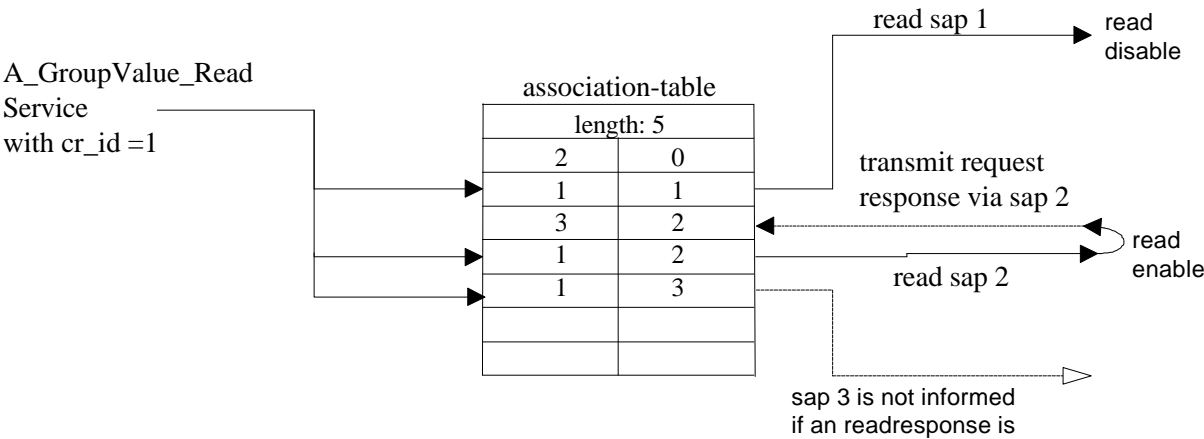 read sap 1
read
disable
A_GroupValue_Read
Service
with cr_id =1
association-table
length: 5
2 0
1 1
3 2
1 2
1 3
transmit request
response via sap 2
read
enable
read sap 2
sap 3 is not informed
if an readresponse is